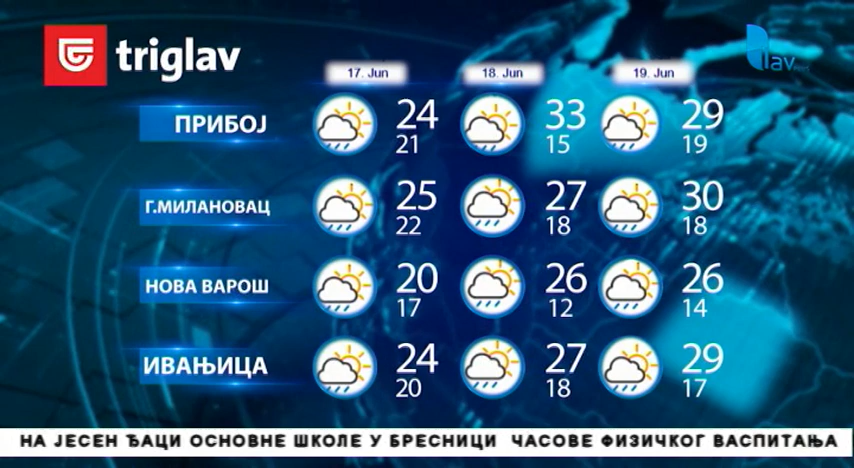 triglav
lav
17. Jun 18. Jun 19. Jun
ПРИБОЈ 24 33 29
21 15 19
Г.МИЛАНОВАЦ 25 27 30
22 18 18
НОВА ВАРОШ 20 26 26
17 12 14
ИВАЊИЦА 24 27 29
20 18 17
НА ЈЕСЕН ЂАЦИ ОСНОВНЕ ШКОЛЕ У БРЕСНИЦИ ЧАСОВЕ ФИЗИЧКОГ ВАСПИТАЊА